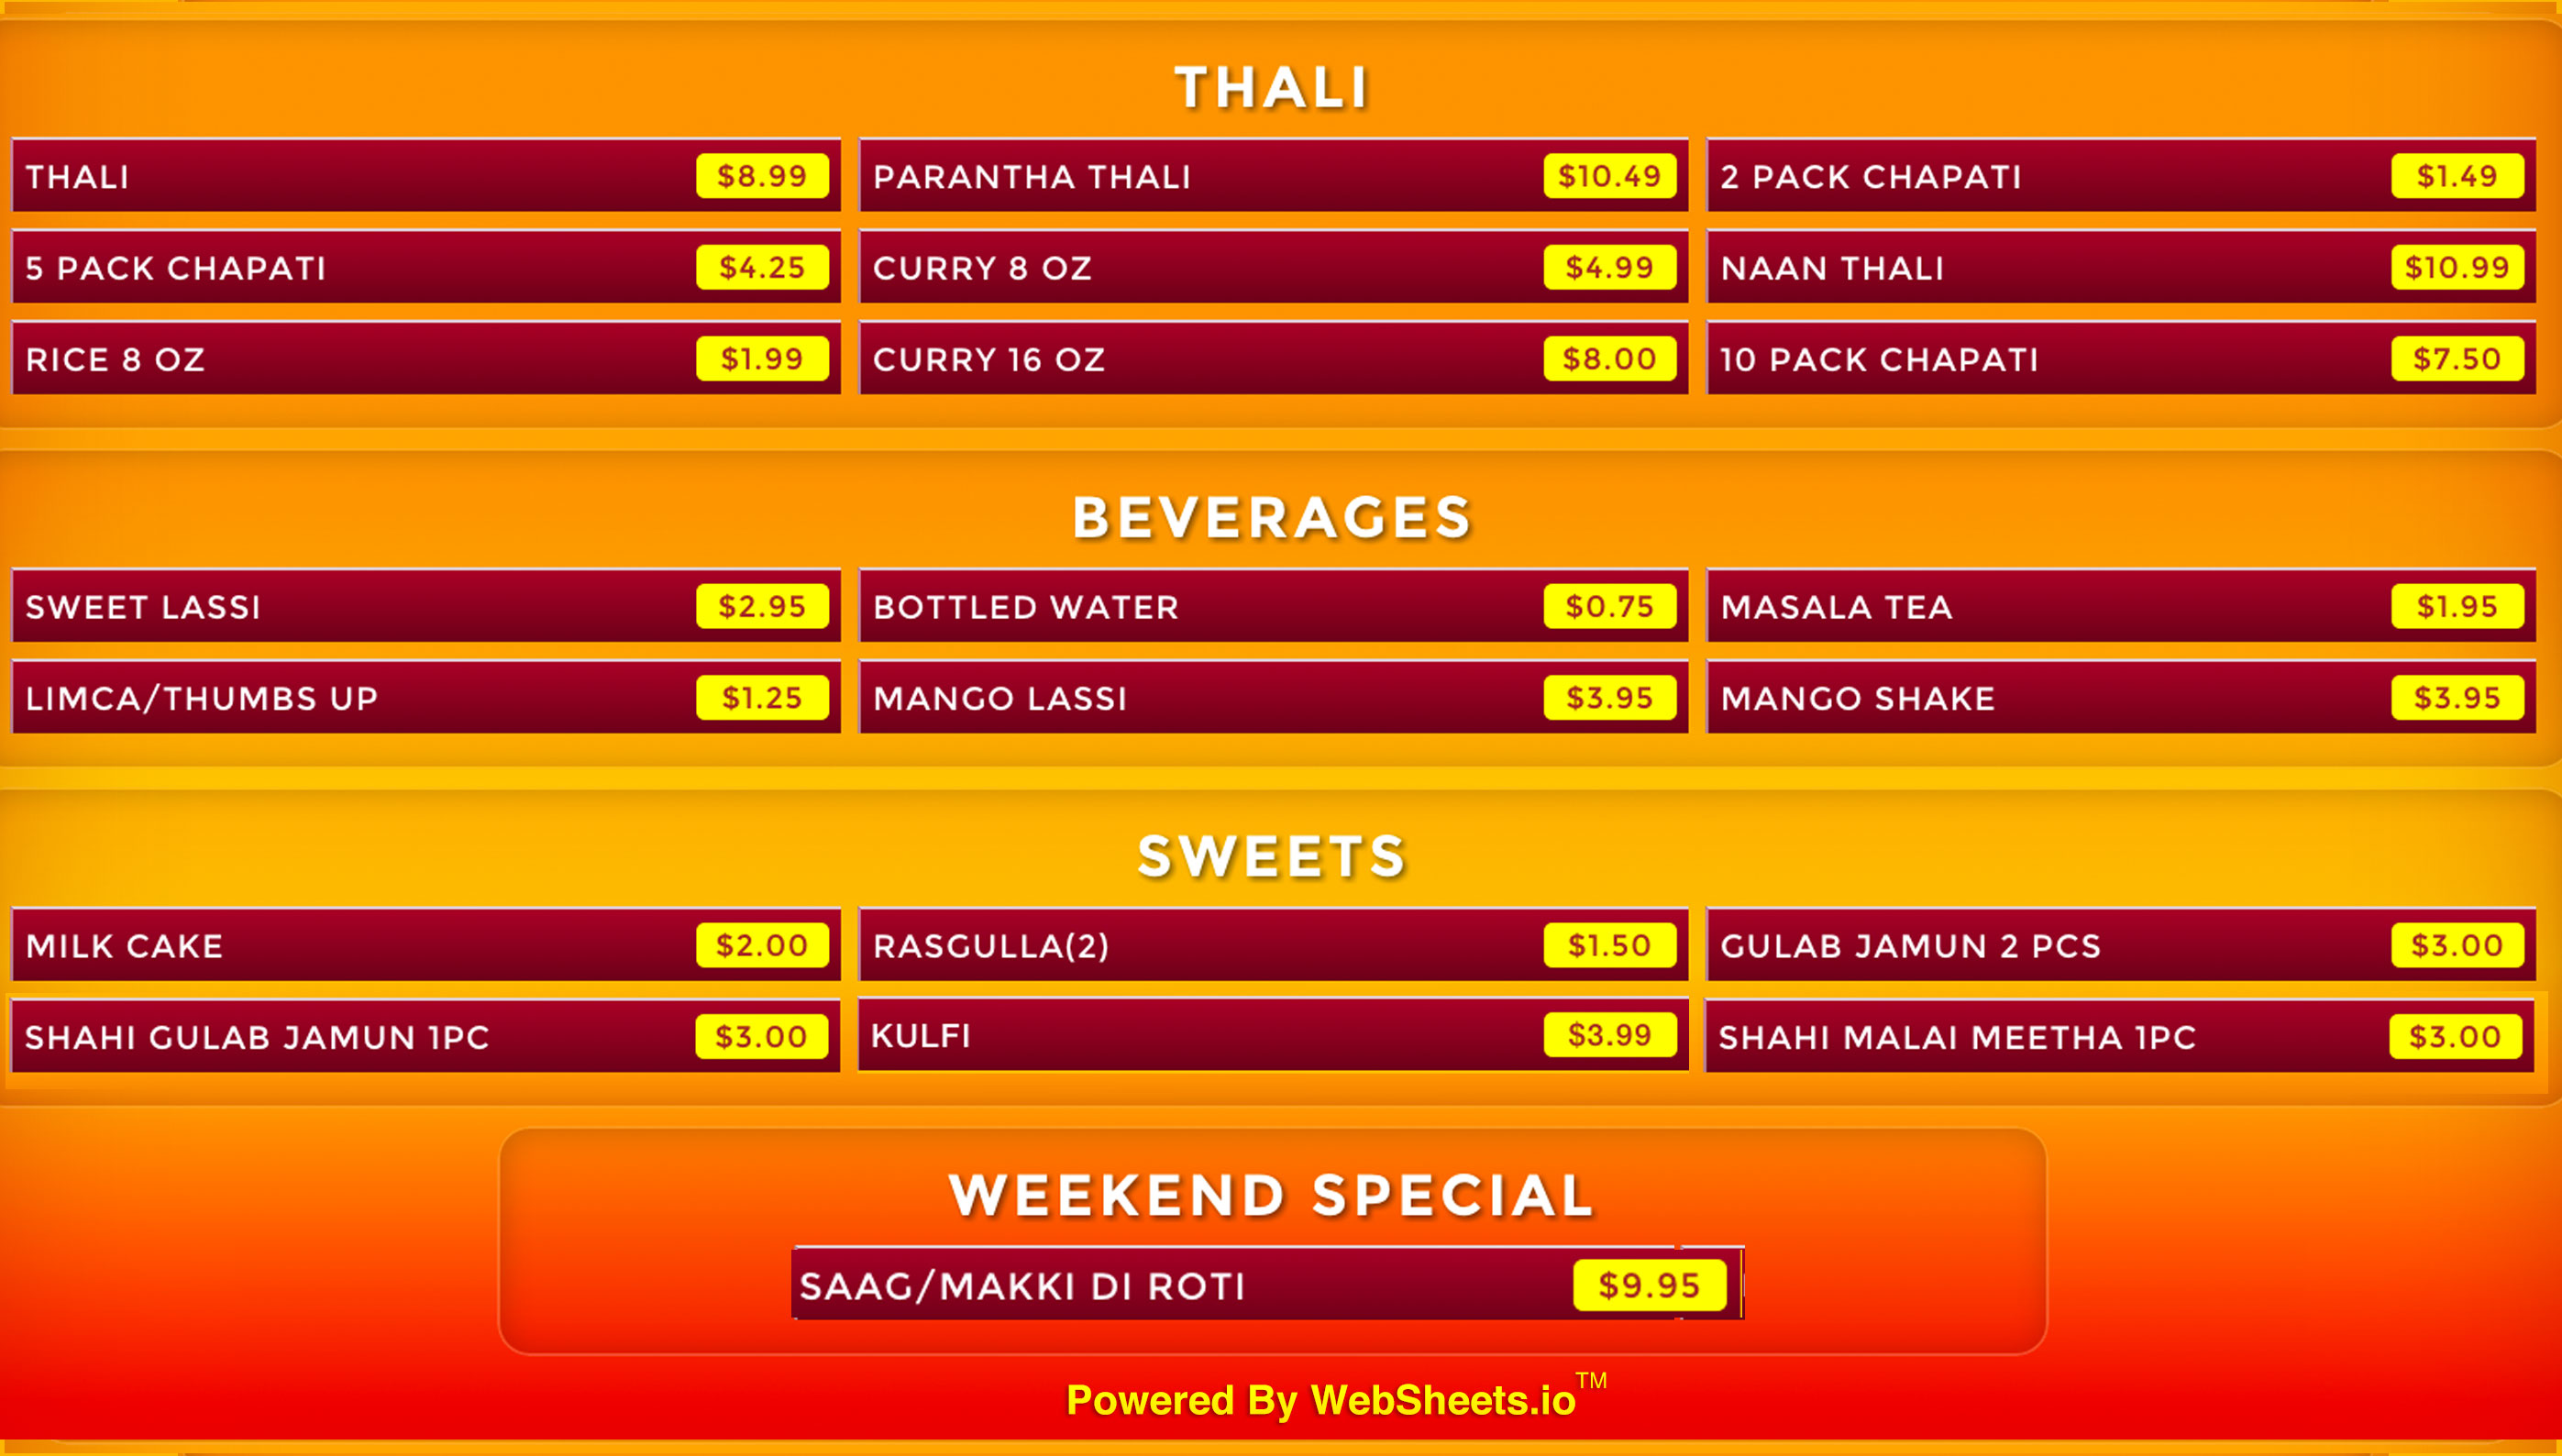 THALI
THALI $8.99 PARANTHA THALI $10.49 2 PACK CHAPATI $1.49
5 PACK CHAPATI $4.25 CURRY 8 OZ $4.99 NAAN THALI $10.99
RICE 8 OZ $1.99 CURRY 16 OZ $8.00 10 PACK CHAPATI $7.50
BEVERAGES
SWEET LASSI $2.95 BOTTLED WATER $0.75 MASALA TEA $1.95
LIMCA/THUMBS UP $1.25 MANGO LASSI $3.95 MANGO SHAKE $3.95
SWEETS
MILK CAKE $2.00 RASGULLA(2) $1.50 GULAB JAMUN 2 PCS $3.00
SHAHI GULAB JAMUN 1PC $3.00 KULFI $3.99 SHAHI MALAI MEETHA 1PC $3.00
WEEKEND SPECIAL
SAAG/MAKKI DI ROTI $9.95
Powered By WebSheets.io™